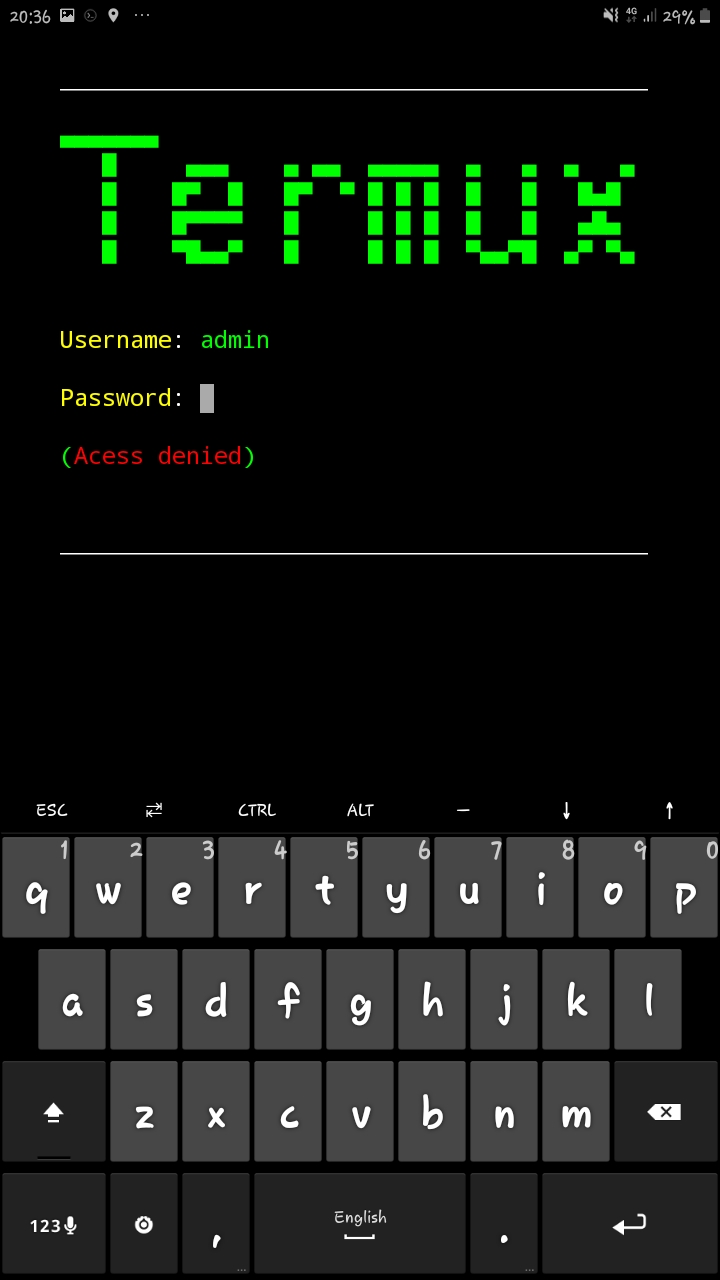 20:36 4G 29%
Termux
Username: admin
Password:
(Acess denied)
ESC CTRL ALT — ↓ ↑
1 2 3 4 5 6 7 8 9 0
q w e r t y u i o p
a s d f g h j k l
z x c v b n m
123 , English .